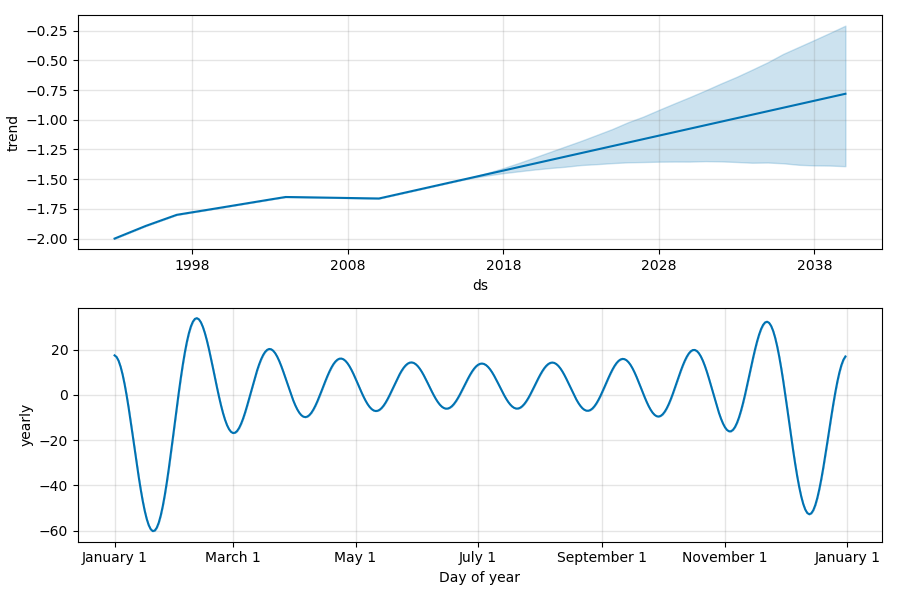 −0.25
−0.50
−0.75
−1.00
−1.25
−1.50
−1.75
−2.00
trend
1998 2008 2018 2028 2038
ds
20
0
−20
−40
−60
yearly
January 1 March 1 May 1 July 1 September 1 November 1 January 1
Day of year